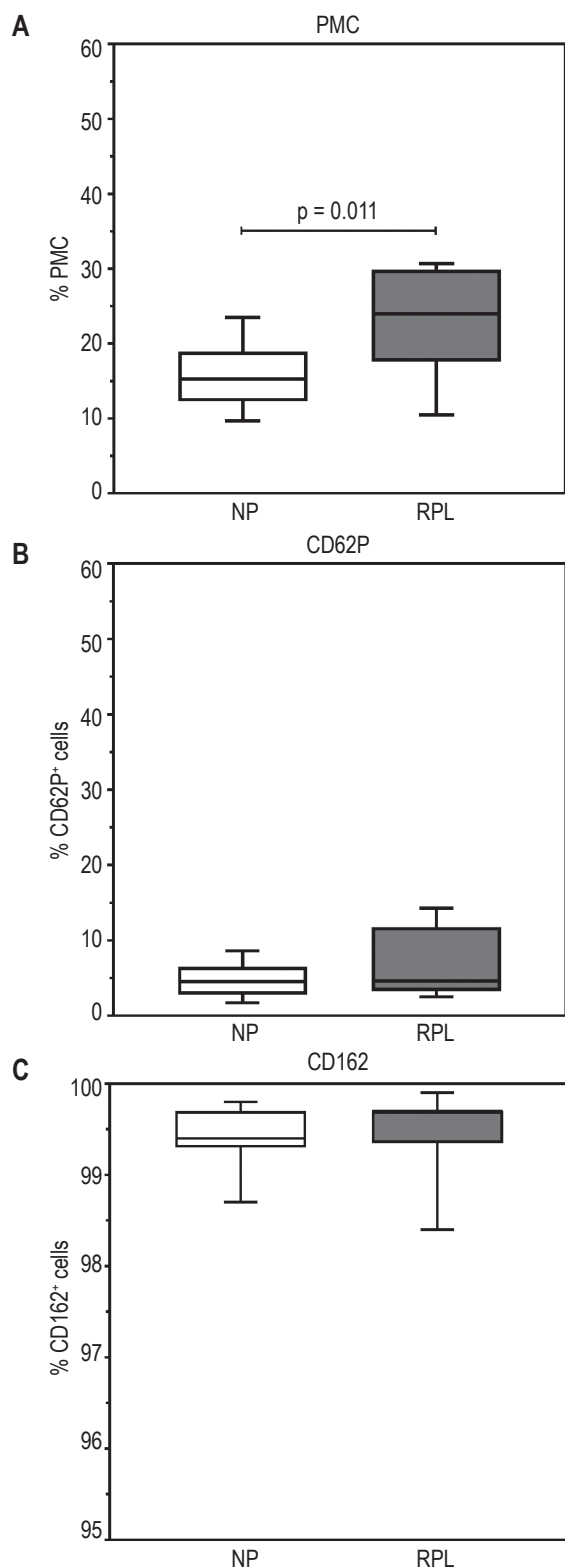 A
PMC
60
50
40
30
20
10
0
% PMC
p = 0.011
NP RPL
B
CD62P
60
50
40
30
20
10
0
% CD62P⁺ cells
NP RPL
C
CD162
100
99
98
97
96
95
% CD162⁺ cells
NP RPL